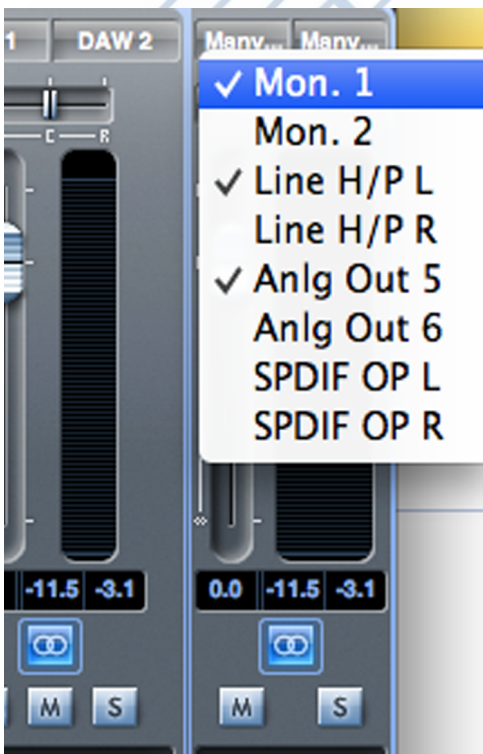 1 DAW 2 Many... Many...
✓ Mon. 1
Mon. 2
✓ Line H/P L
Line H/P R
✓ Anlg Out 5
Anlg Out 6
SPDIF OP L
SPDIF OP R
C R
∞
-11.5 -3.1 0.0 -11.5 -3.1
M S M S